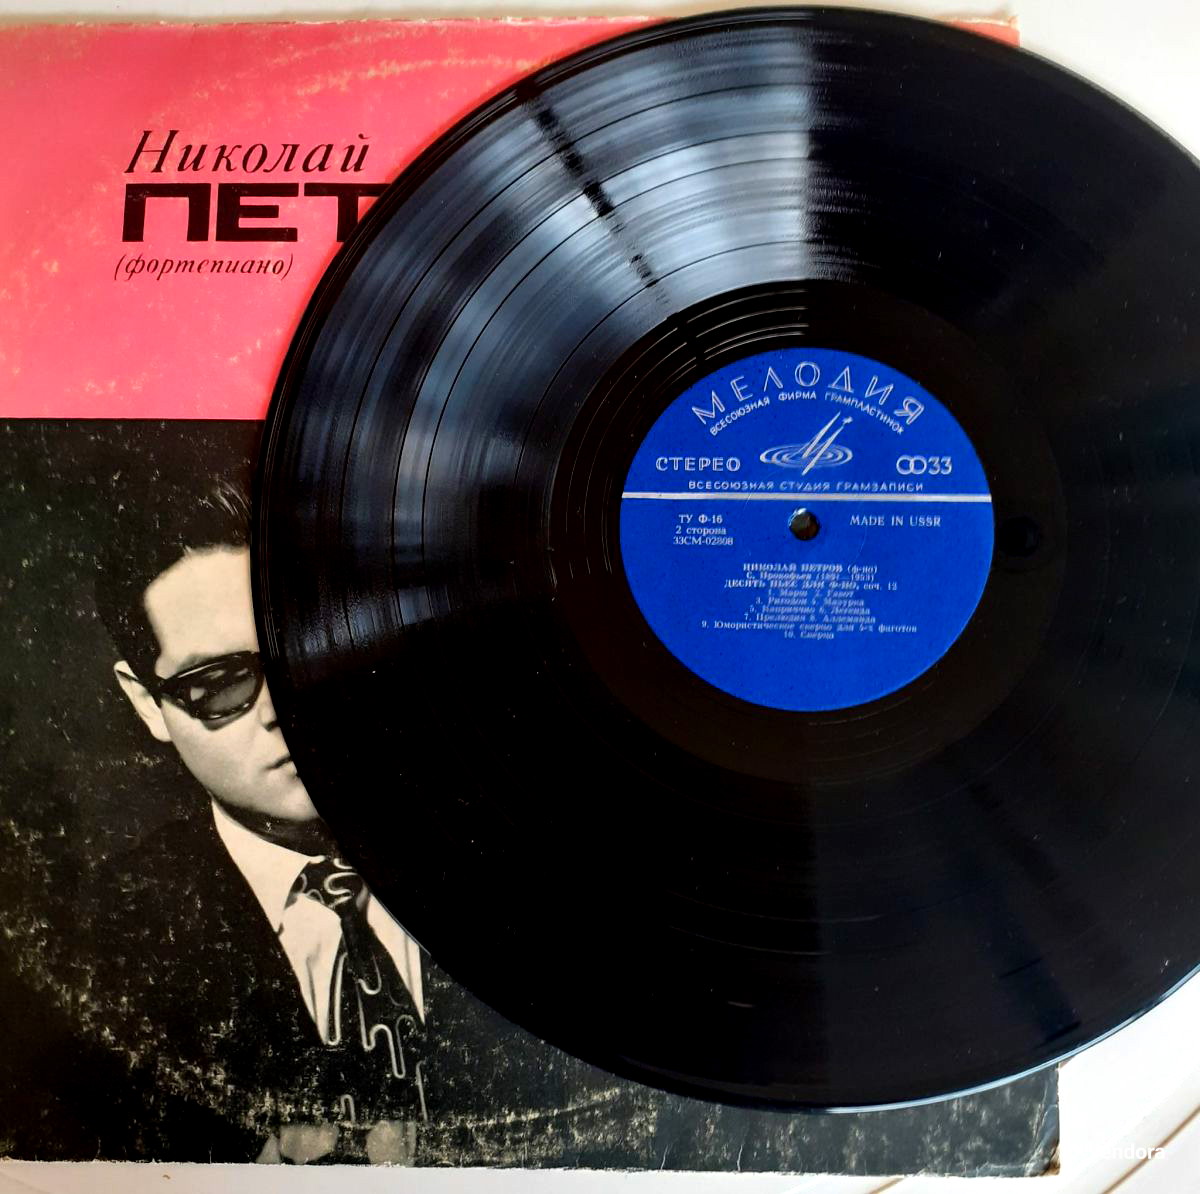 Николай
ПЕТ
(фортепиано)
МЕЛОДИЯ
ВСЕСОЮЗНАЯ ФИРМА ГРАМПЛАСТИНОК
СТЕРЕО
33
ВСЕСОЮЗНАЯ СТУДИЯ ГРАМЗАПИСИ
ТУ Ф-16
2 сторона
33СМ-02808
MADE IN USSR
НИКОЛАЙ ПЕТРОВ (ф-но)
С. Прокофьев (1891—1953)
ДЕСЯТЬ ПЬЕС ДЛЯ Ф-НО, соч. 12
1. Марш 2. Гавот
3. Ригодон 4. Мазурка
5. Каприччио 6. Легенда
7. Прелюдия 8. Аллеманда
9. Юмористическое скерцо для 4-х фаготов
10. Скерцо